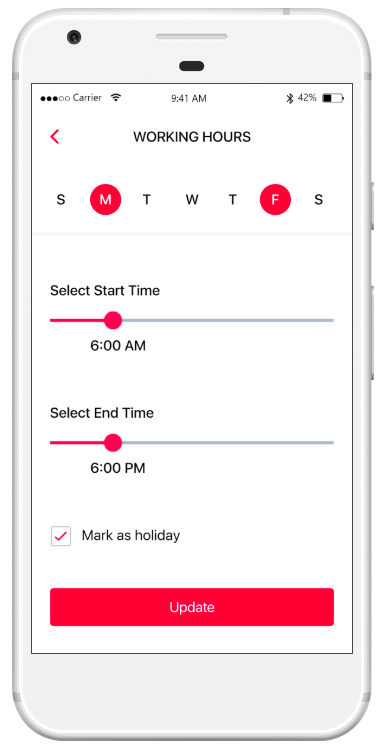 Carrier 9:41 AM 42%
WORKING HOURS
S M T W T F S
Select Start Time
6:00 AM
Select End Time
6:00 PM
Mark as holiday
Update